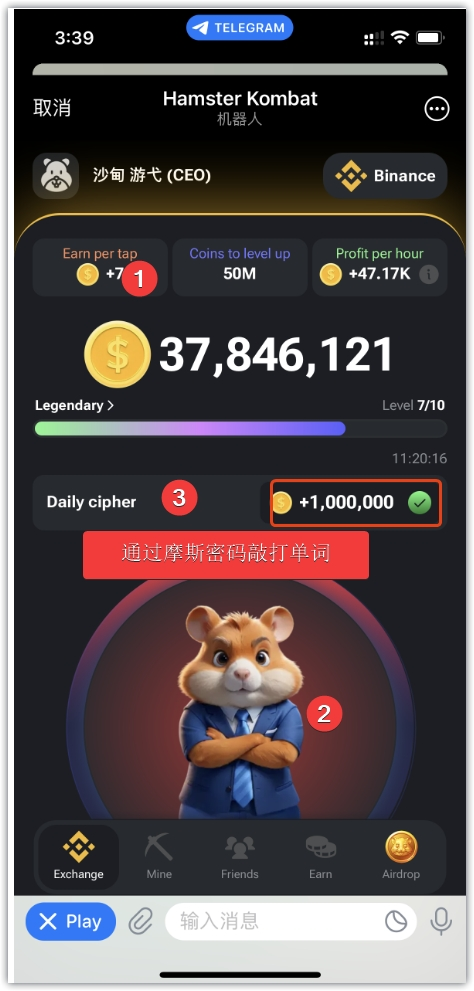 3:39
TELEGRAM
取消
Hamster Kombat
机器人
沙甸 游弋 (CEO)
Binance
Earn per tap
Coins to level up
Profit per hour
+7
1
50M
+47.17K
37,846,121
Legendary >
Level 7/10
11:20:16
Daily cipher
3
+1,000,000
通过摩斯密码敲打单词
2
Exchange
Mine
Friends
Earn
Airdrop
Play
输入消息